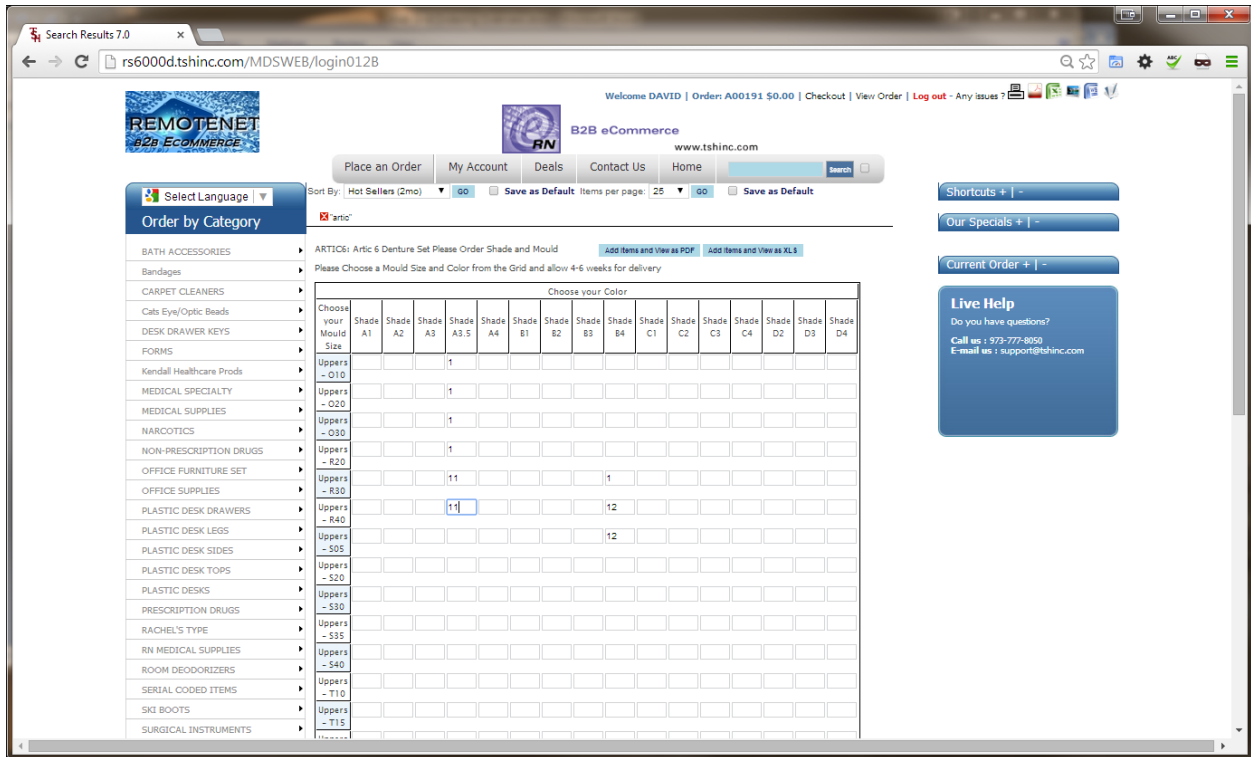 Search Results 7.0
rs6000d.tshinc.com/MDSWEB/login012B
REMOTENET
B2B ECOMMERCE
RN
B2B eCommerce
www.tshinc.com
Welcome DAVID | Order: A00191 $0.00 | Checkout | View Order | Log out - Any issues ?
Place an Order My Account Deals Contact Us Home Search
Select Language ▼
Order by Category
BATH ACCESSORIES
Bandages
CARPET CLEANERS
Cats Eye/Optic Beads
DESK DRAWER KEYS
FORMS
Kendall Healthcare Prods
MEDICAL SPECIALTY
MEDICAL SUPPLIES
NARCOTICS
NON-PRESCRIPTION DRUGS
OFFICE FURNITURE SET
OFFICE SUPPLIES
PLASTIC DESK DRAWERS
PLASTIC DESK LEGS
PLASTIC DESK SIDES
PLASTIC DESK TOPS
PLASTIC DESKS
PRESCRIPTION DRUGS
RACHEL'S TYPE
RN MEDICAL SUPPLIES
ROOM DEODORIZERS
SERIAL CODED ITEMS
SKI BOOTS
SURGICAL INSTRUMENTS
Sort By: Hot Sellers (2mo) GO Save as Default Items per page: 25 GO Save as Default
"artic"
ARTIC6: Artic 6 Denture Set Please Order Shade and Mould Add Items and View as PDF Add Items and View as XLS
Please Choose a Mould Size and Color from the Grid and allow 4-6 weeks for delivery
Choose your Color
Choose your Mould Size Shade A1 Shade A2 Shade A3 Shade A3.5 Shade A4 Shade B1 Shade B2 Shade B3 Shade B4 Shade C1 Shade C2 Shade C3 Shade C4 Shade D2 Shade D3 Shade D4
Uppers - O10 1
Uppers - O20 1
Uppers - O30 1
Uppers - R20 1
Uppers - R30 11 1
Uppers - R40 11 12
Uppers - S05 12
Uppers - S20
Uppers - S30
Uppers - S35
Uppers - S40
Uppers - T10
Uppers - T15
Shortcuts + | -
Our Specials + | -
Current Order + | -
Live Help
Do you have questions?
Call us : 973-777-8050
E-mail us : support@tshinc.com